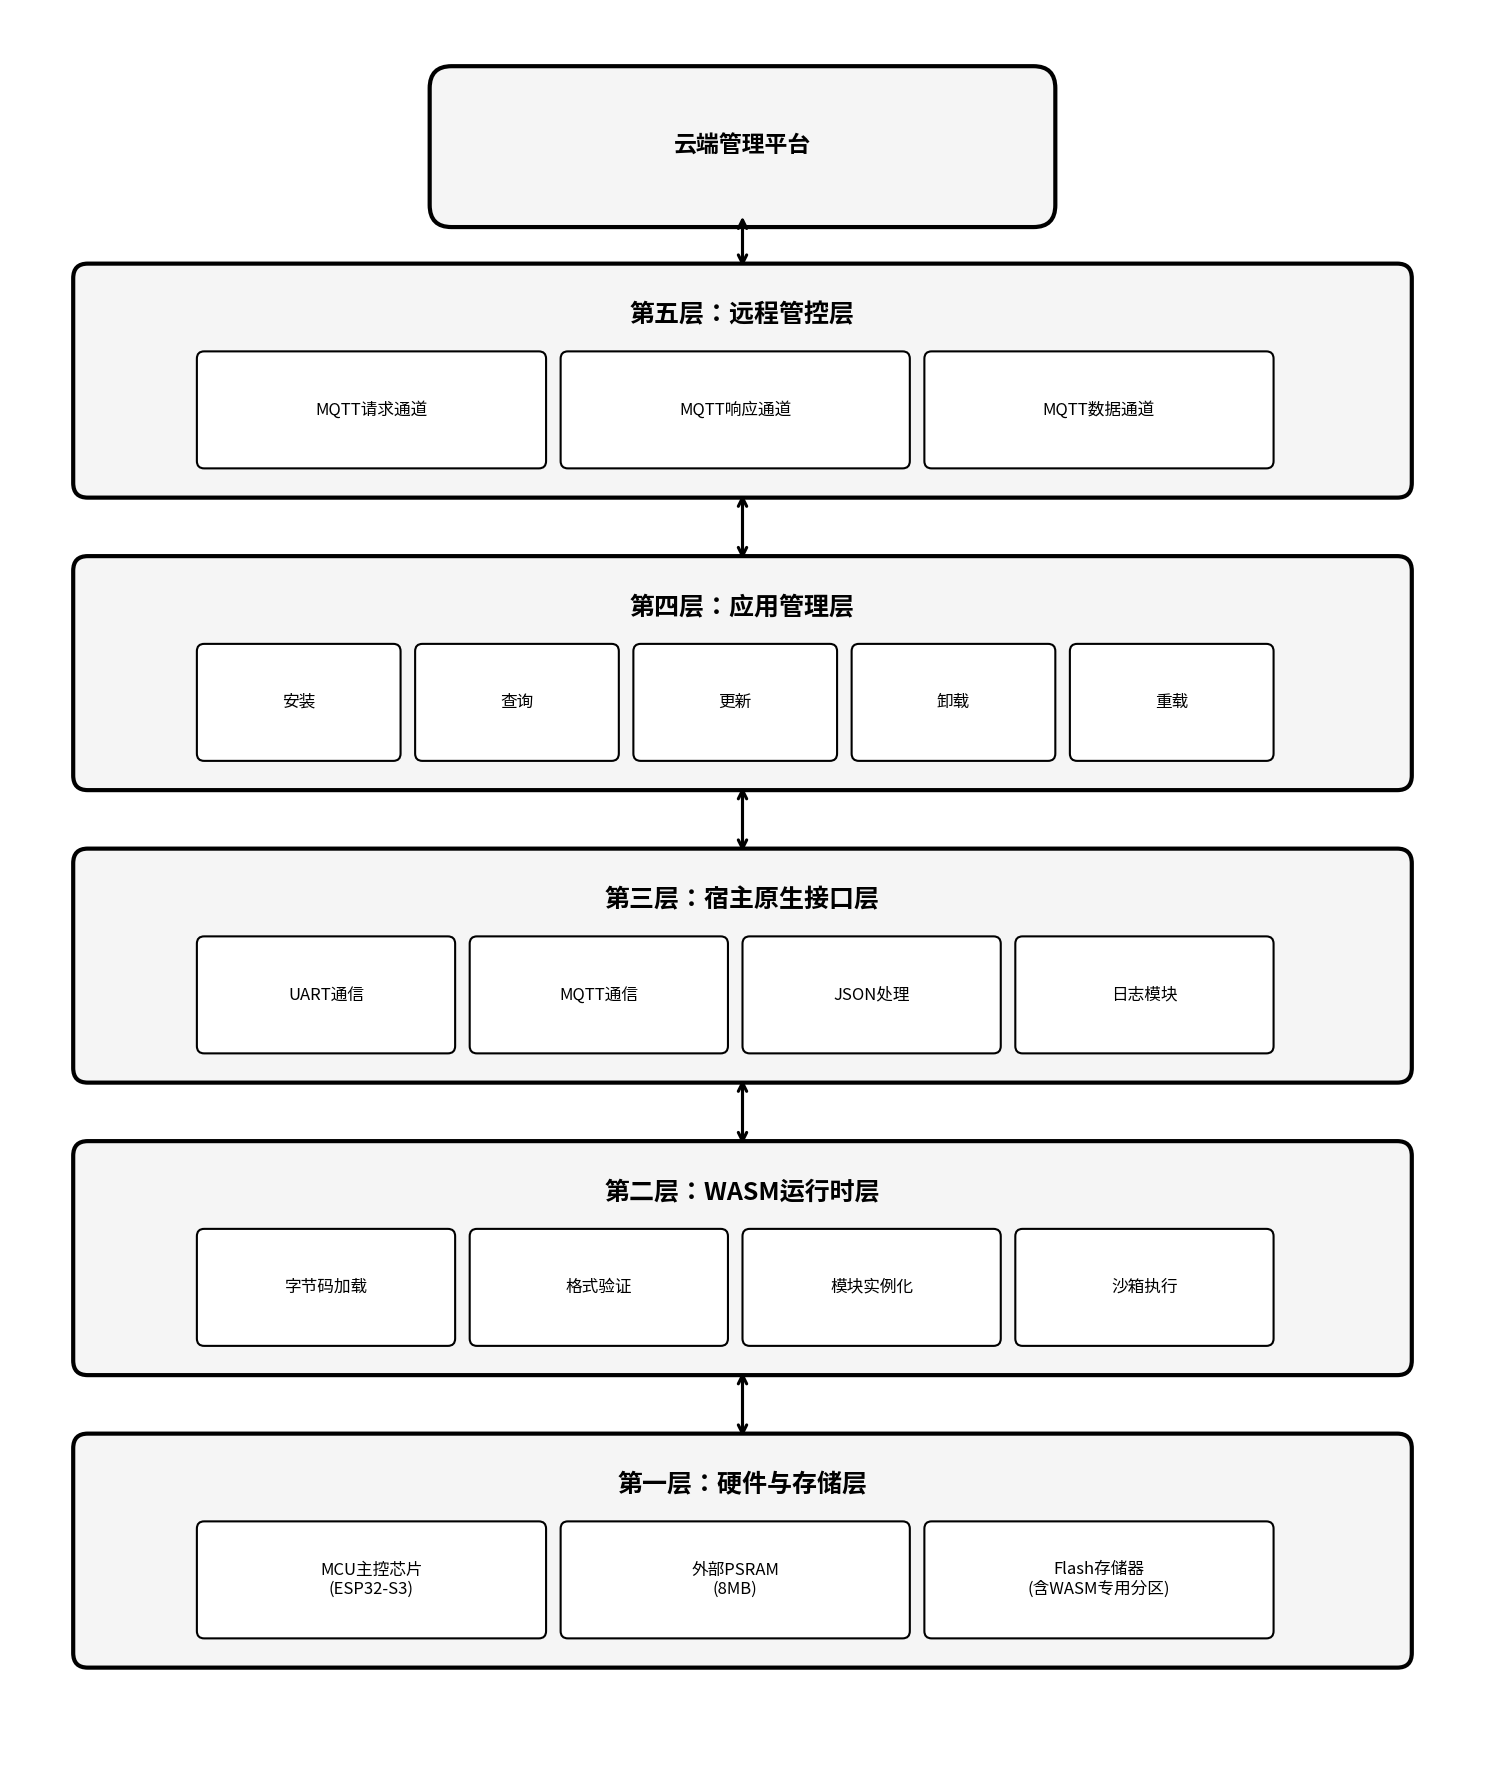 云端管理平台
第五层：远程管控层
MQTT请求通道
MQTT响应通道
MQTT数据通道
第四层：应用管理层
安装
查询
更新
卸载
重载
第三层：宿主原生接口层
UART通信
MQTT通信
JSON处理
日志模块
第二层：WASM运行时层
字节码加载
格式验证
模块实例化
沙箱执行
第一层：硬件与存储层
MCU主控芯片
(ESP32-S3)
外部PSRAM
(8MB)
Flash存储器
(含WASM专用分区)